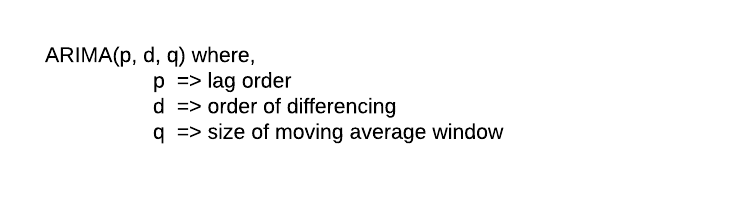 ARIMA(p, d, q) where,
p => lag order
d => order of differencing
q => size of moving average window